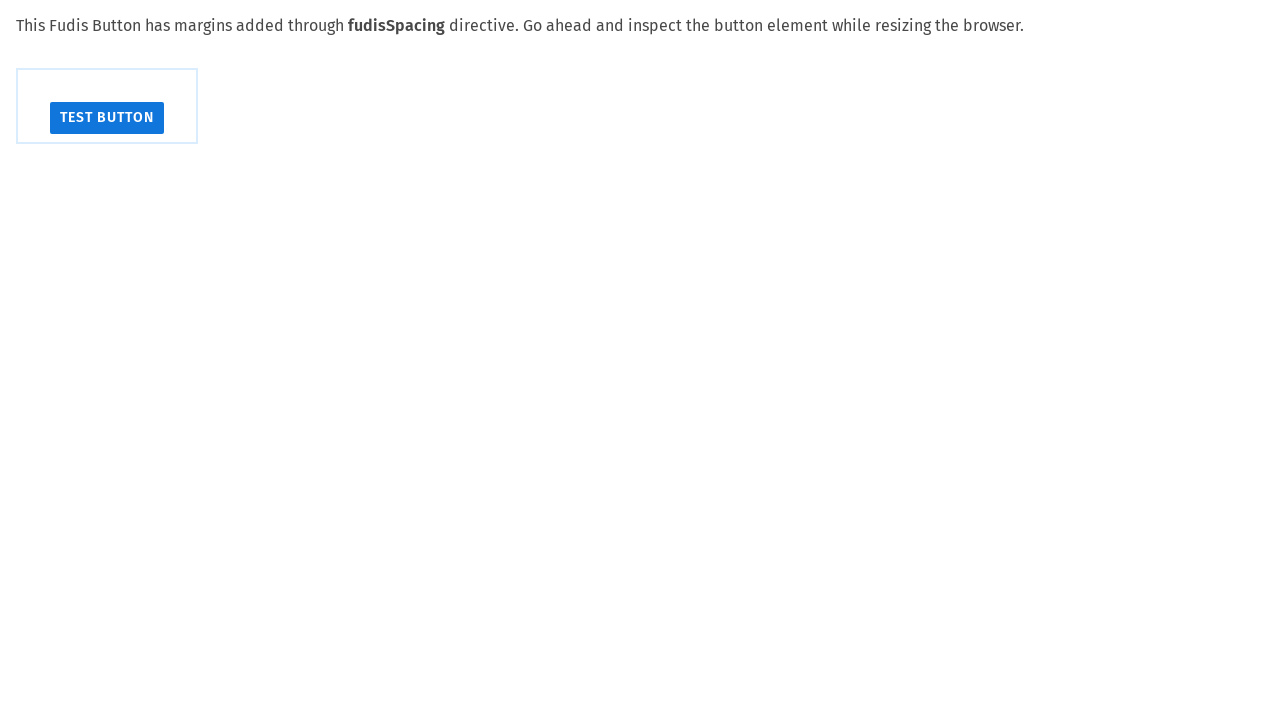 This Fudis Button has margins added through fudisSpacing directive. Go ahead and inspect the button element while resizing the browser.
TEST BUTTON